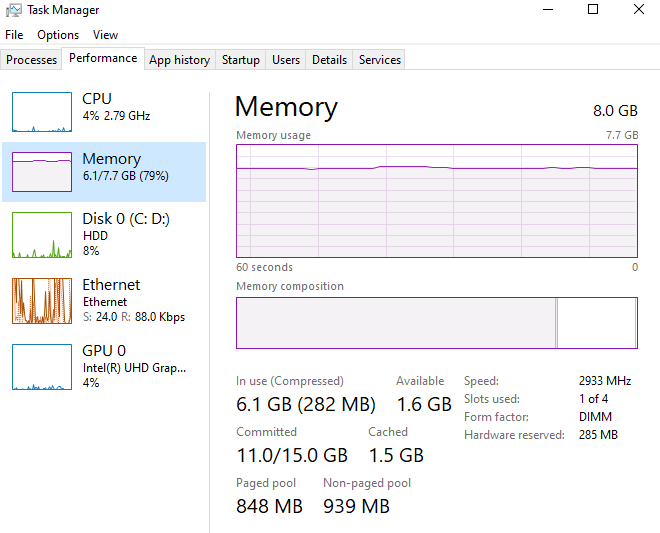 Task Manager
File Options View
Processes Performance App history Startup Users Details Services
CPU
4% 2.79 GHz
Memory
6.1/7.7 GB (79%)
Disk 0 (C: D:)
HDD
8%
Ethernet
Ethernet
S: 24.0 R: 88.0 Kbps
GPU 0
Intel(R) UHD Grap...
4%
Memory 8.0 GB
Memory usage 7.7 GB
60 seconds 0
Memory composition
In use (Compressed) Available
6.1 GB (282 MB) 1.6 GB
Committed Cached
11.0/15.0 GB 1.5 GB
Paged pool Non-paged pool
848 MB 939 MB
Speed: 2933 MHz
Slots used: 1 of 4
Form factor: DIMM
Hardware reserved: 285 MB